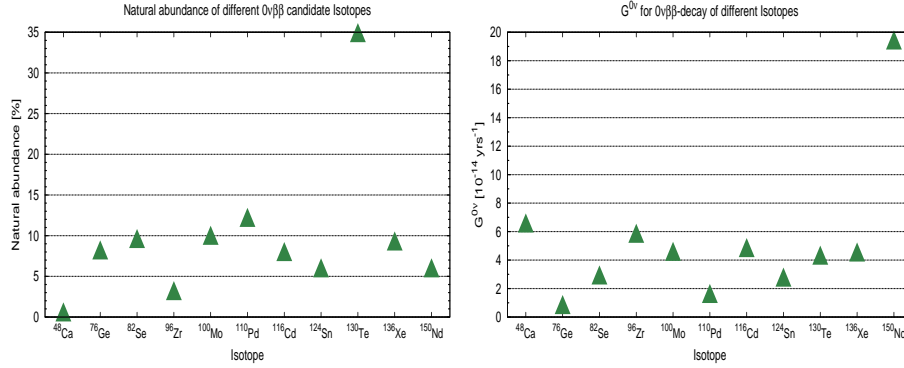 Natural abundance of different 0νββ candidate Isotopes
35
30
25
20
15
10
5
0
Natural abundance [%]
⁴⁸Ca ⁷⁶Ge ⁸²Se ⁹⁶Zr ¹⁰⁰Mo ¹¹⁰Pd ¹¹⁶Cd ¹²⁴Sn ¹³⁰Te ¹³⁶Xe ¹⁵⁰Nd
Isotope
G⁰ᵛ for 0νββ-decay of different Isotopes
20
18
16
14
12
10
8
6
4
2
0
G⁰ᵛ [10⁻¹⁴ yrs⁻¹]
⁴⁸Ca ⁷⁶Ge ⁸²Se ⁹⁶Zr ¹⁰⁰Mo ¹¹⁰Pd ¹¹⁶Cd ¹²⁴Sn ¹³⁰Te ¹³⁶Xe ¹⁵⁰Nd
Isotope